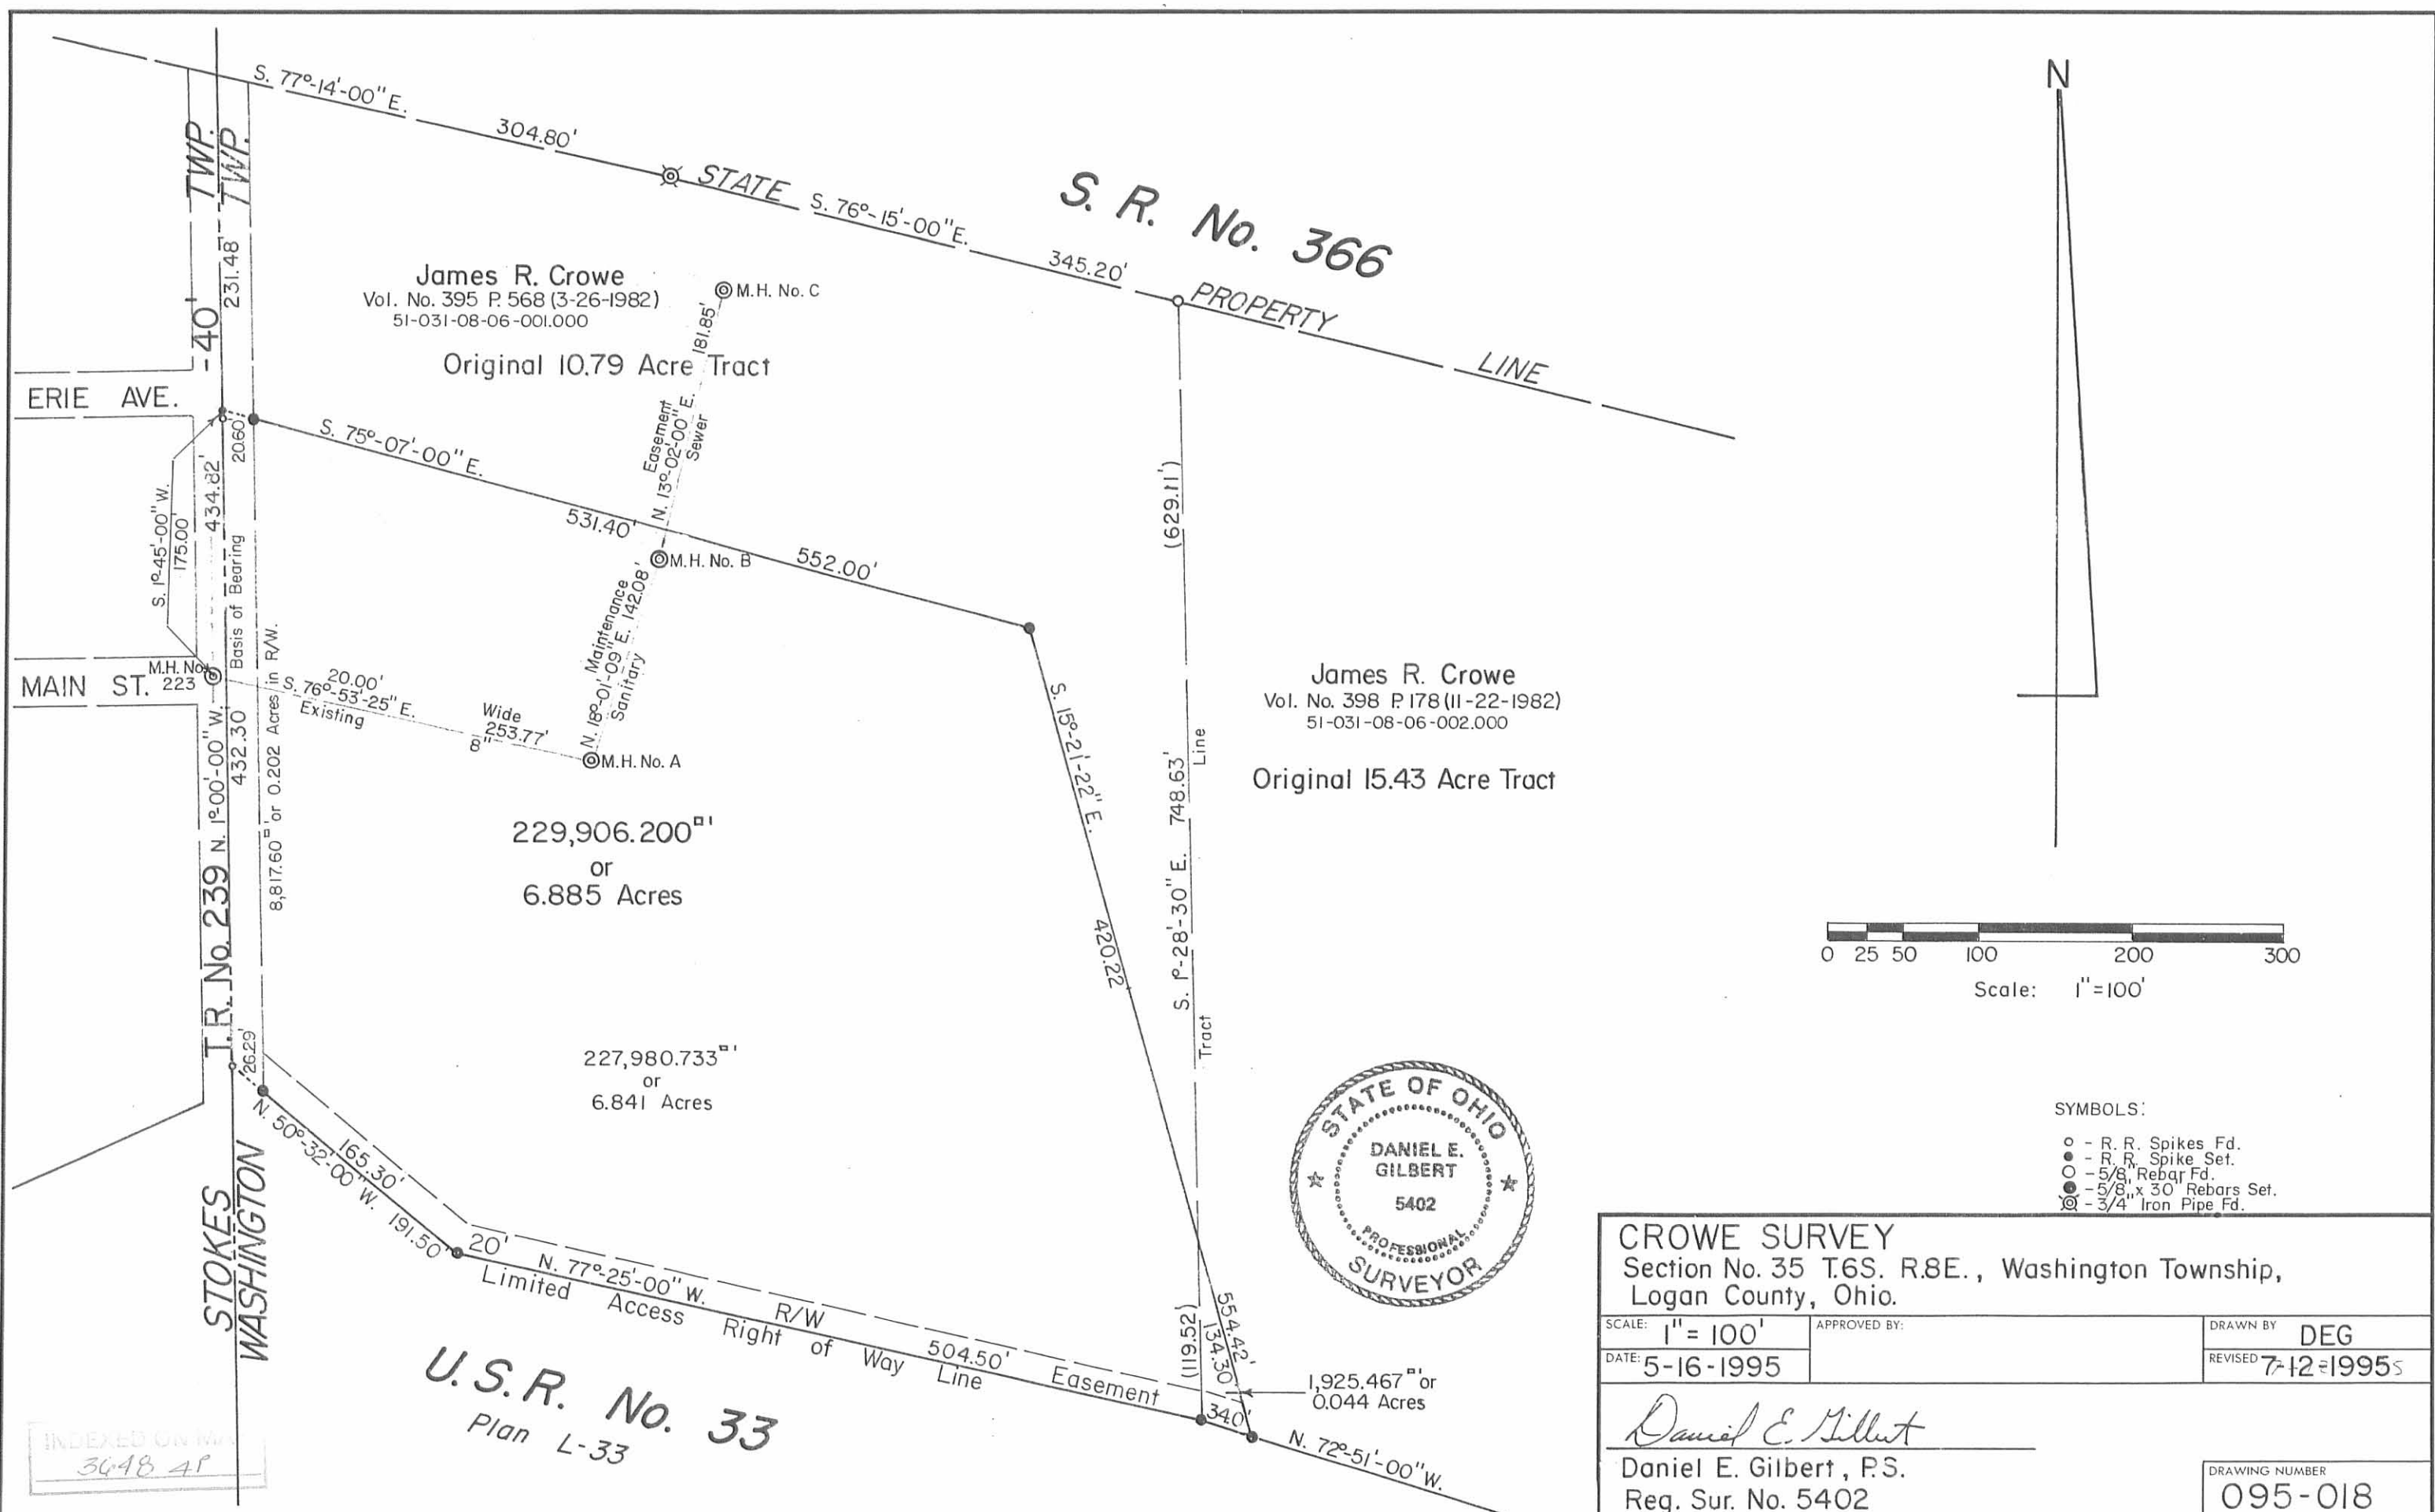 S. 77°-14'-00" E.
304.80'
STATE
S. 76°-15'-00" E.
345.20'
PROPERTY
LINE
S. R. No. 366
N
TWP.
TWP.
-40'
231.48'
James R. Crowe
Vol. No. 395 P. 568 (3-26-1982)
51-031-08-06-001.000
Original 10.79 Acre Tract
M.H. No. C
181.85'
N. 13°-02'-00" E.
Easement
Sewer
ERIE AVE.
20.60'
S. 75°-07'-00" E.
531.40'
552.00'
434.82'
S. 1°-45'-00" W.
175.00'
Basis of Bearing
M.H. No. B
N. 18°-01'-09" E. 142.08'
Maintenance
Sanitary
(629.11')
MAIN ST.
M.H. No.
223
20.00'
S. 76°-53'-25" E.
Existing
Wide
253.77'
8"
M.H. No. A
James R. Crowe
Vol. No. 398 P. 178 (11-22-1982)
51-031-08-06-002.000
Original 15.43 Acre Tract
S. 15°-21'-22" E.
420.22'
S. 1°-28'-30" E. 748.63'
Line
Tract
T.R. No. 239
N. 1°-00'-00" W.
432.30
8,817.60□' or 0.202 Acres in R/W.
229,906.200□'
or
6.885 Acres
227,980.733□'
or
6.841 Acres
0 25 50 100 200 300
Scale: 1"=100'
26.29'
N. 50°-32'-00" W. 191.50'
165.30'
20'
N. 77°-25'-00" W.
R/W
504.50'
Easement
Limited Access Right of Way Line
(119.52)
554.42'
134.30'
34.0'
1,925.467□' or
0.044 Acres
N. 72°-51'-00" W.
STOKES
WASHINGTON
U.S.R. No. 33
Plan L-33
STATE OF OHIO
DANIEL E.
GILBERT
5402
PROFESSIONAL
SURVEYOR
SYMBOLS:
- R. R. Spikes Fd.
- R. R. Spike Set.
- 5/8" Rebar Fd.
- 5/8" x 30" Rebars Set.
- 3/4" Iron Pipe Fd.
CROWE SURVEY
Section No. 35 T.6S. R.8E., Washington Township,
Logan County, Ohio.
SCALE: 1" = 100'
APPROVED BY:
DRAWN BY DEG
DATE: 5-16-1995
REVISED 7-12-1995
Daniel E. Gilbert
Daniel E. Gilbert, P.S.
Reg. Sur. No. 5402
DRAWING NUMBER
095-018
INDEXED ON MA
3648 AP